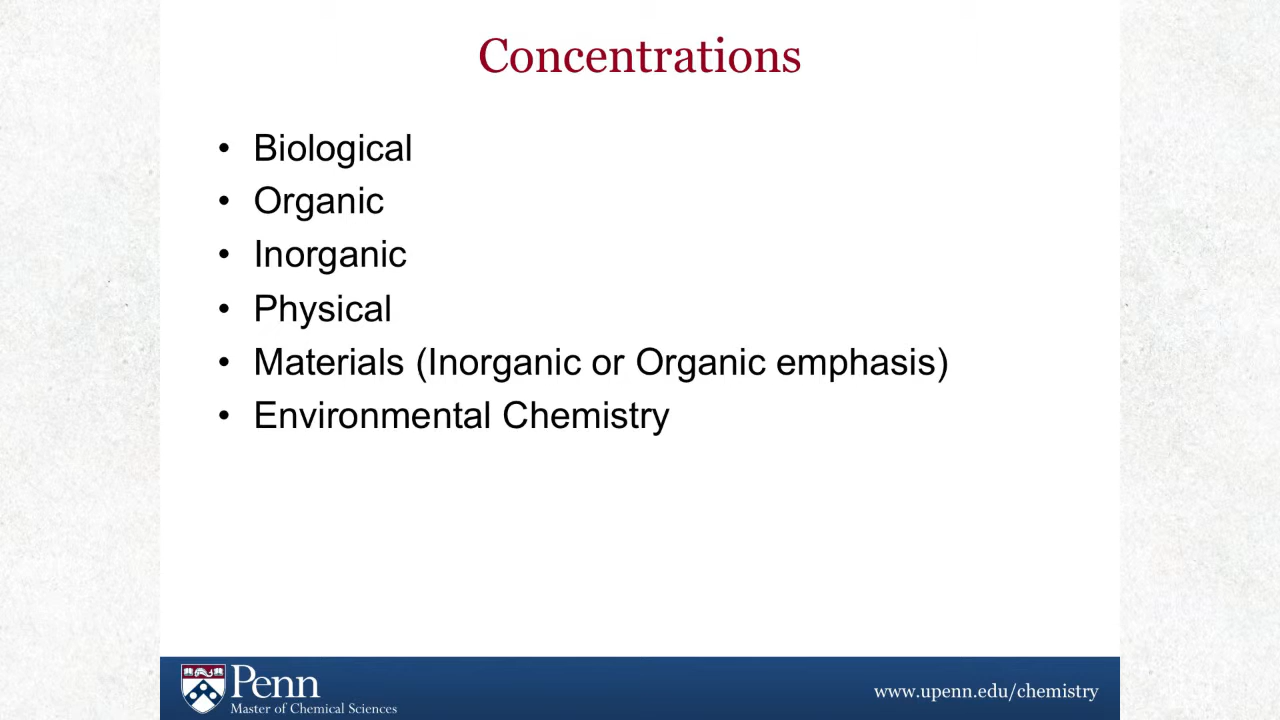 Concentrations
• Biological
• Organic
• Inorganic
• Physical
• Materials (Inorganic or Organic emphasis)
• Environmental Chemistry
Penn
Master of Chemical Sciences
www.upenn.edu/chemistry